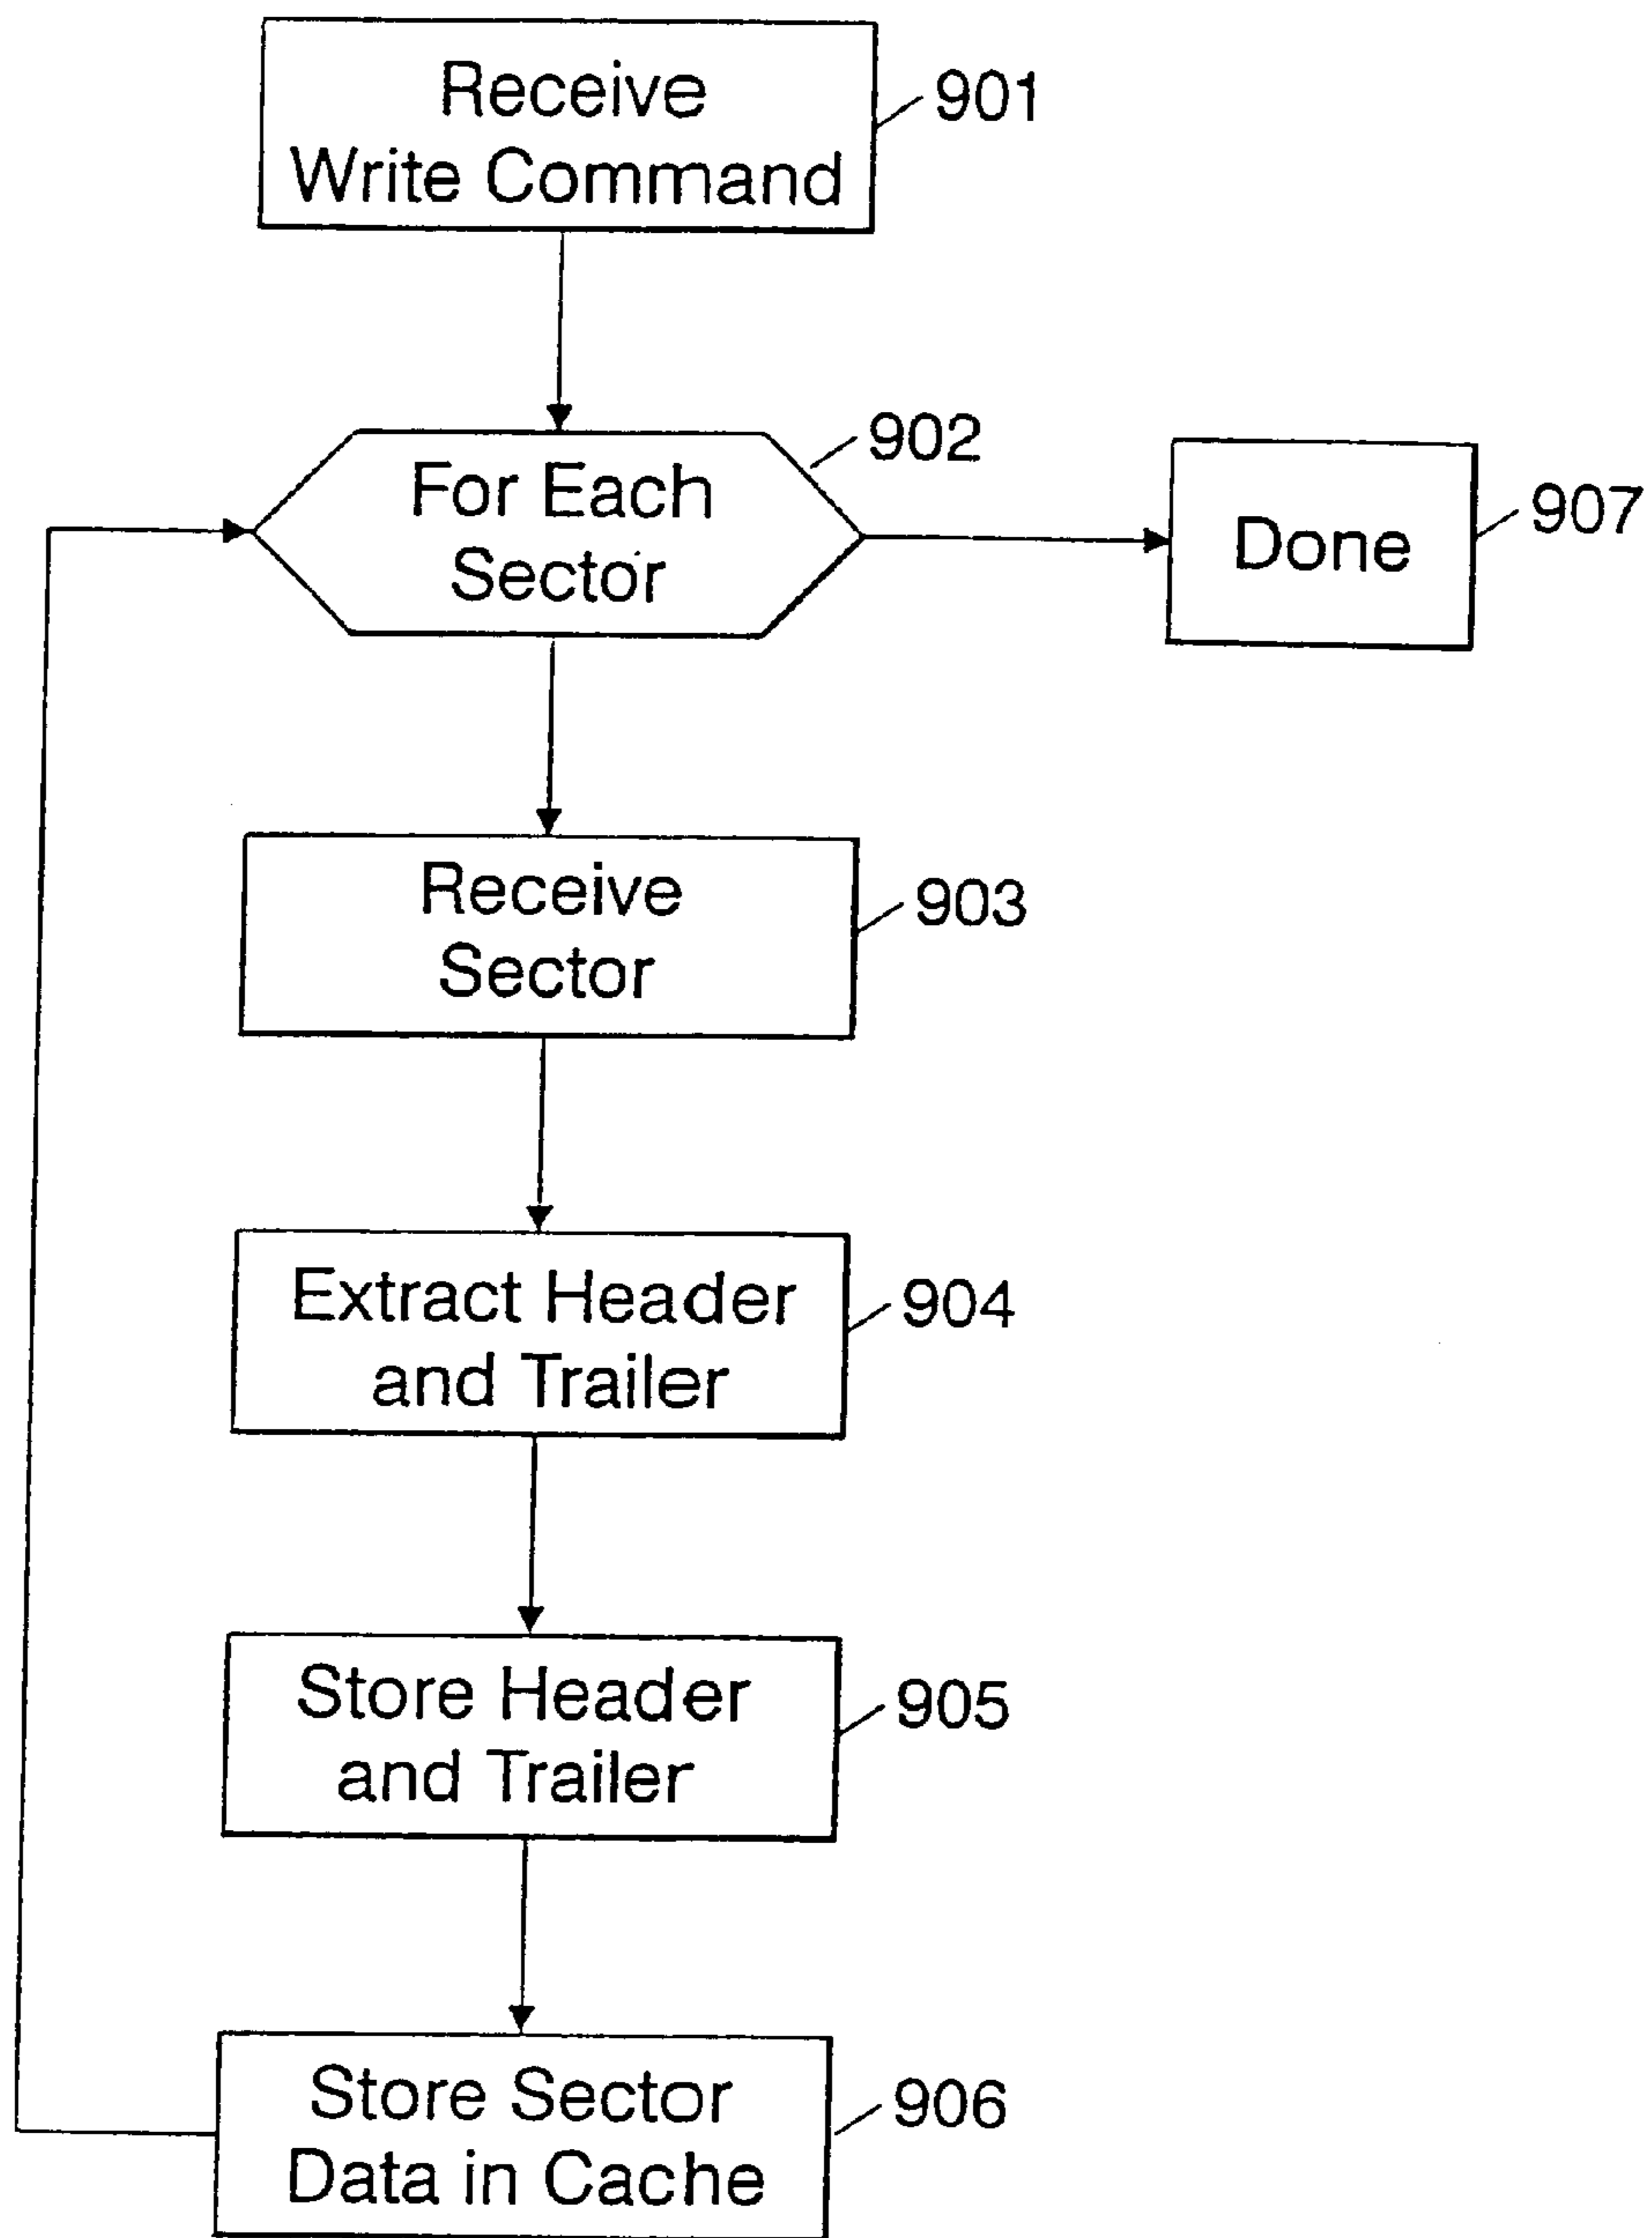 Receive
Write Command
901
For Each
Sector
902
Done
907
Receive
Sector
903
Extract Header
and Trailer
904
Store Header
and Trailer
905
Store Sector
Data in Cache
906